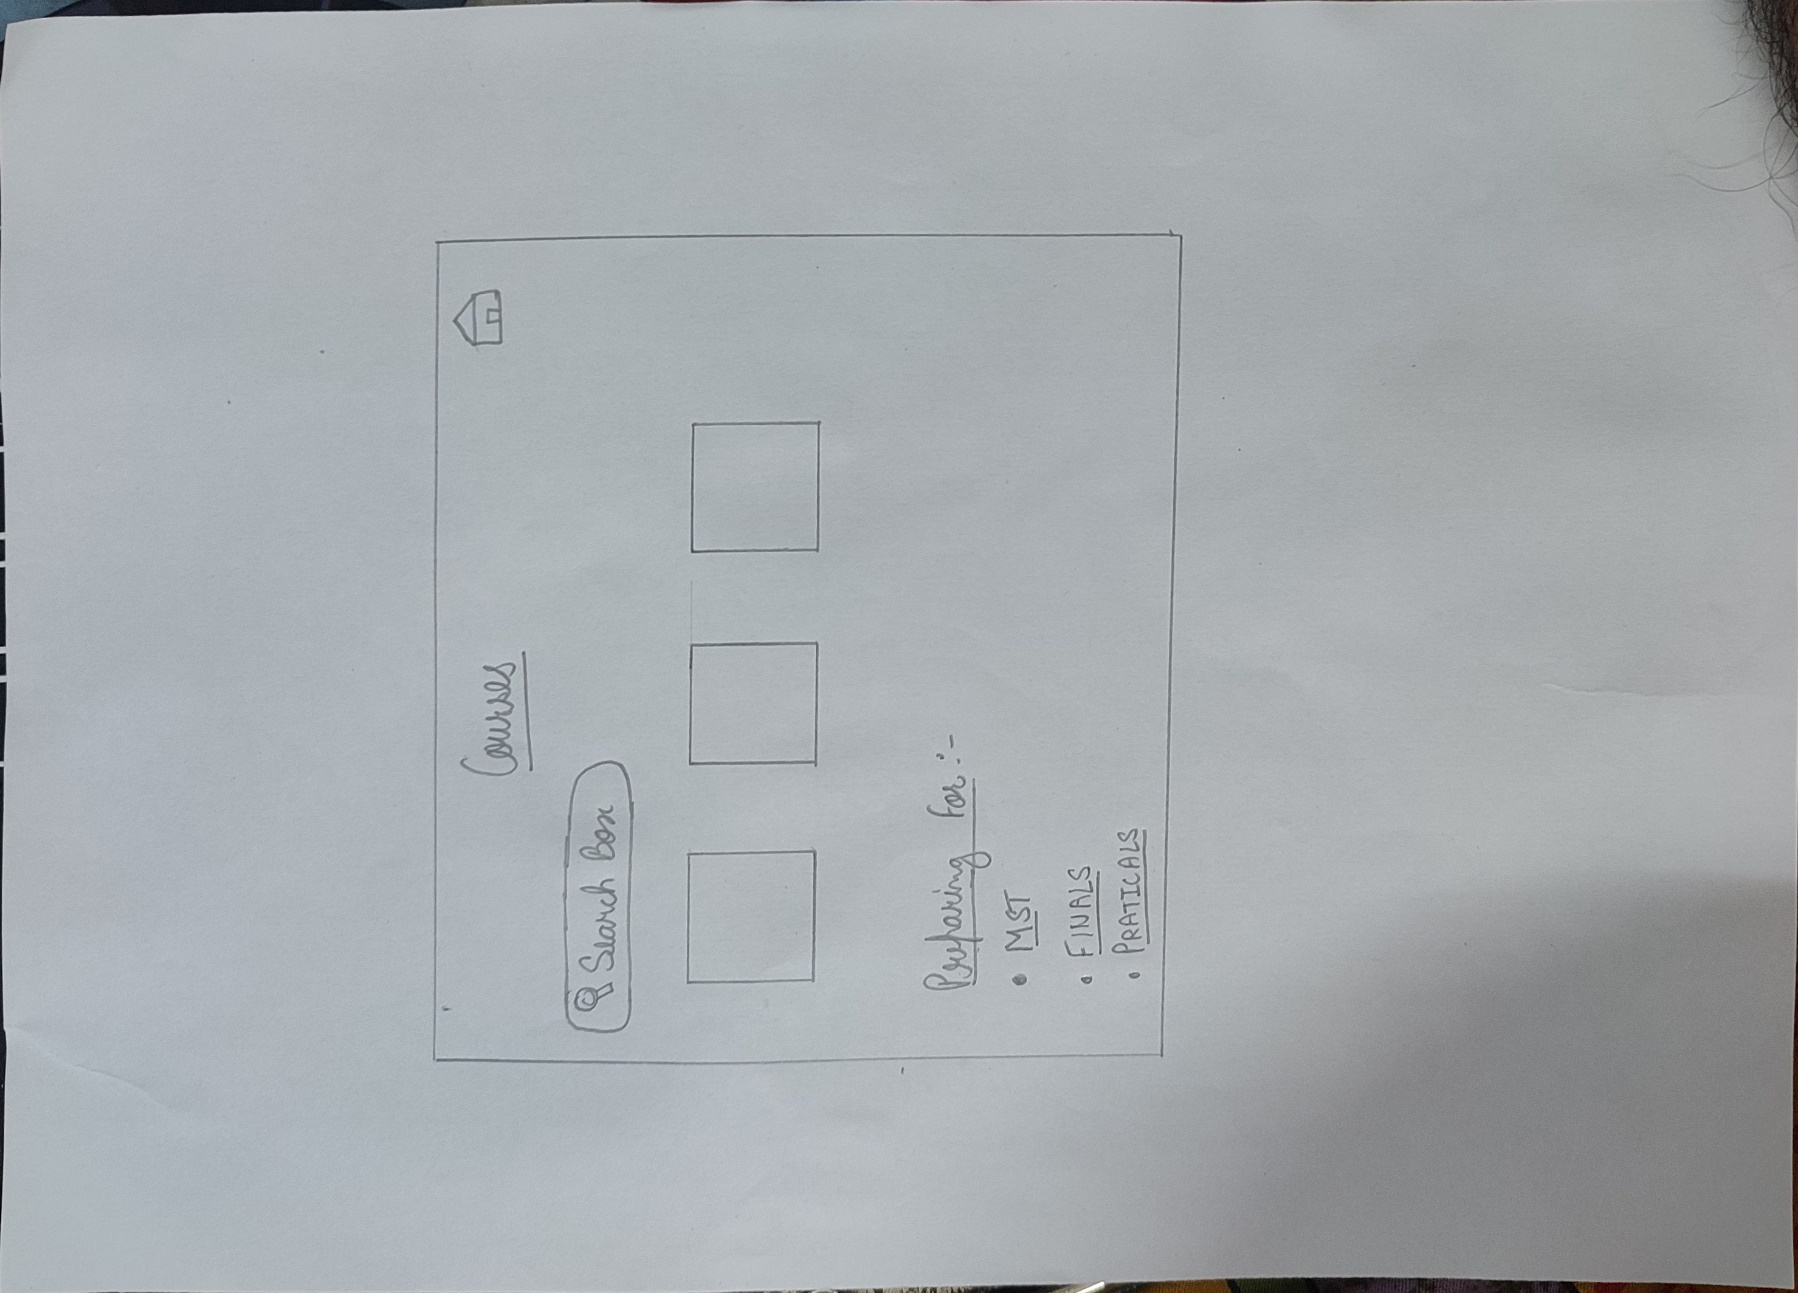 Courses
Search Box
Preparing For :-
• MST
• FINALS
• PRATICALS